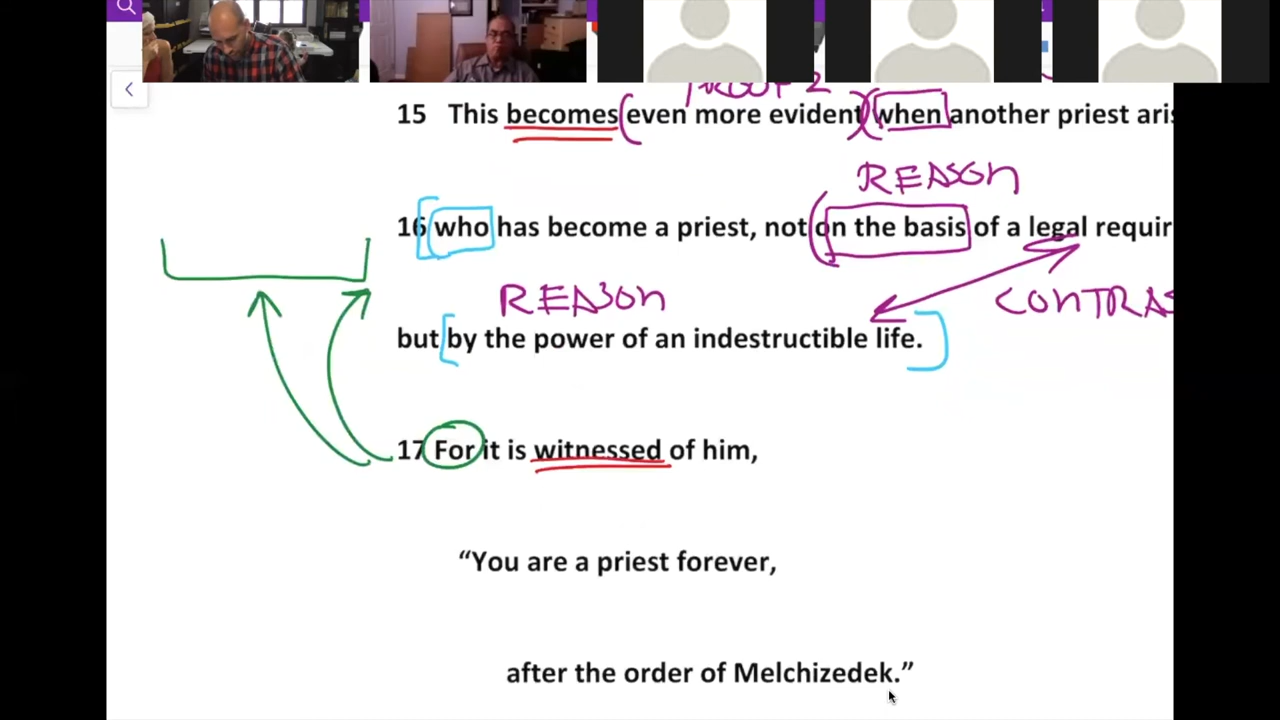 PROOF 2
15 This becomes (even more evident) (when another priest aris
REASON
16 who has become a priest, not (on the basis of a legal requir
REASON
CONTRAS
but [by the power of an indestructible life.]
17 For it is witnessed of him,
“You are a priest forever,
after the order of Melchizedek.”